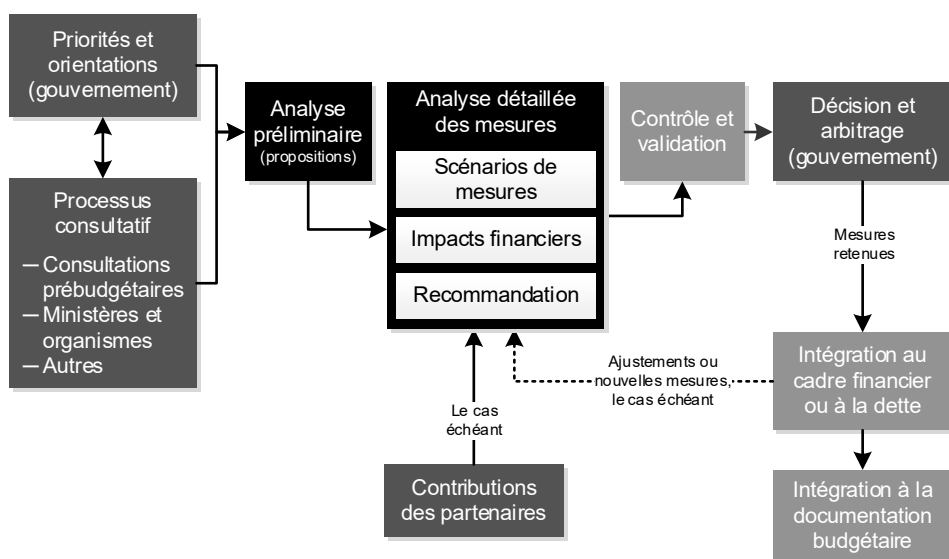 Priorités et
orientations
(gouvernement)
Processus
consultatif
— Consultations
prébudgétaires
— Ministères et
organismes
— Autres
Analyse
préliminaire
(propositions)
Analyse détaillée
des mesures
Scénarios de
mesures
Impacts financiers
Recommandation
Le cas
échéant
Contributions
des partenaires
Contrôle et
validation
Décision et
arbitrage
(gouvernement)
Mesures
retenues
Ajustements ou
nouvelles mesures,
le cas échéant
Intégration au
cadre financier
ou à la dette
Intégration à la
documentation
budgétaire